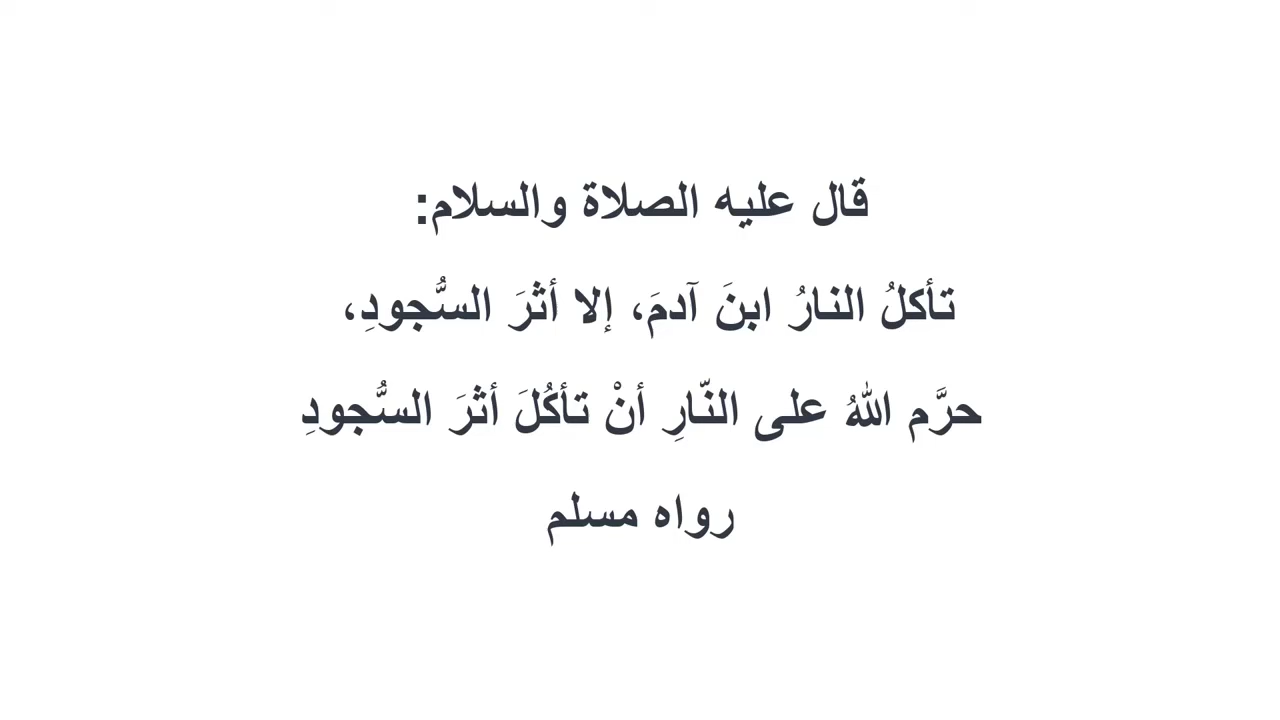 قال عليه الصلاة والسلام:
تأكلُ النارُ ابنَ آدمَ، إلا أثرَ السُّجودِ،
حرَّم اللهُ على النّارِ أنْ تأكُلَ أثرَ السُّجودِ
رواه مسلم